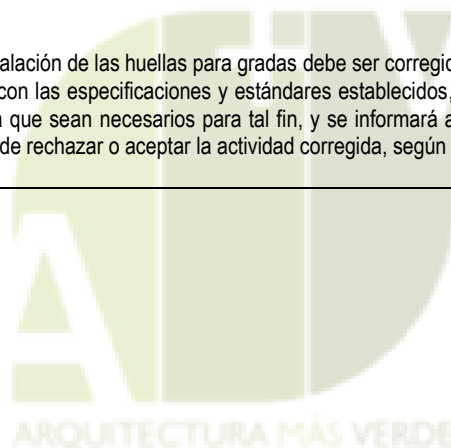 alación de las huellas para gradas debe ser corregid
con las especificaciones y estándares establecidos,
que sean necesarios para tal fin, y se informará a
de rechazar o aceptar la actividad corregida, según
ARQUITECTURA MÁS VERDE